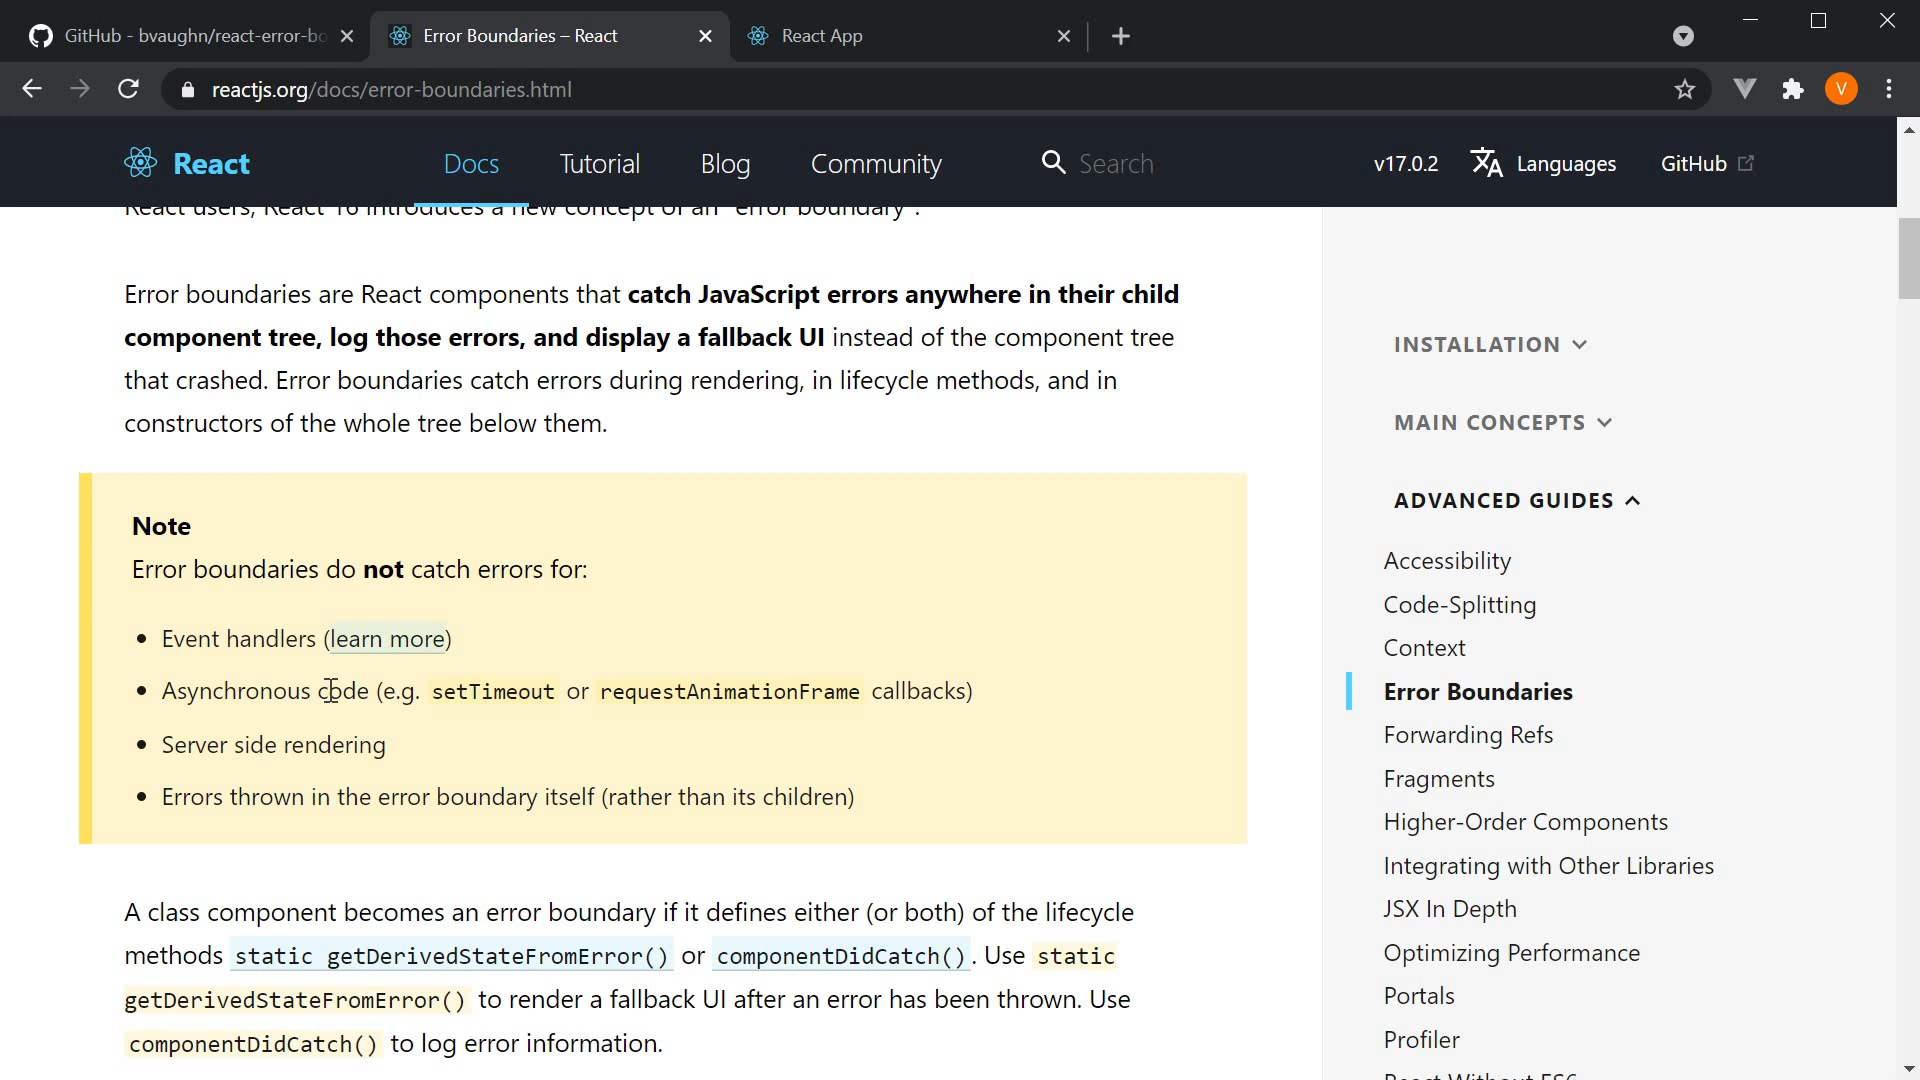 GitHub - bvaughn/react-error-bo
Error Boundaries – React
React App
reactjs.org/docs/error-boundaries.html
V
React
Docs
Tutorial
Blog
Community
Search
v17.0.2
Languages
GitHub
React users, React 16 introduces a new concept of an "error boundary".
Error boundaries are React components that catch JavaScript errors anywhere in their child
component tree, log those errors, and display a fallback UI instead of the component tree
that crashed. Error boundaries catch errors during rendering, in lifecycle methods, and in
constructors of the whole tree below them.
Note
Error boundaries do not catch errors for:
• Event handlers (learn more)
• Asynchronous code (e.g. setTimeout or requestAnimationFrame callbacks)
• Server side rendering
• Errors thrown in the error boundary itself (rather than its children)
A class component becomes an error boundary if it defines either (or both) of the lifecycle
methods static getDerivedStateFromError() or componentDidCatch(). Use static
getDerivedStateFromError() to render a fallback UI after an error has been thrown. Use
componentDidCatch() to log error information.
INSTALLATION
MAIN CONCEPTS
ADVANCED GUIDES
Accessibility
Code-Splitting
Context
Error Boundaries
Forwarding Refs
Fragments
Higher-Order Components
Integrating with Other Libraries
JSX In Depth
Optimizing Performance
Portals
Profiler
React Without ES6